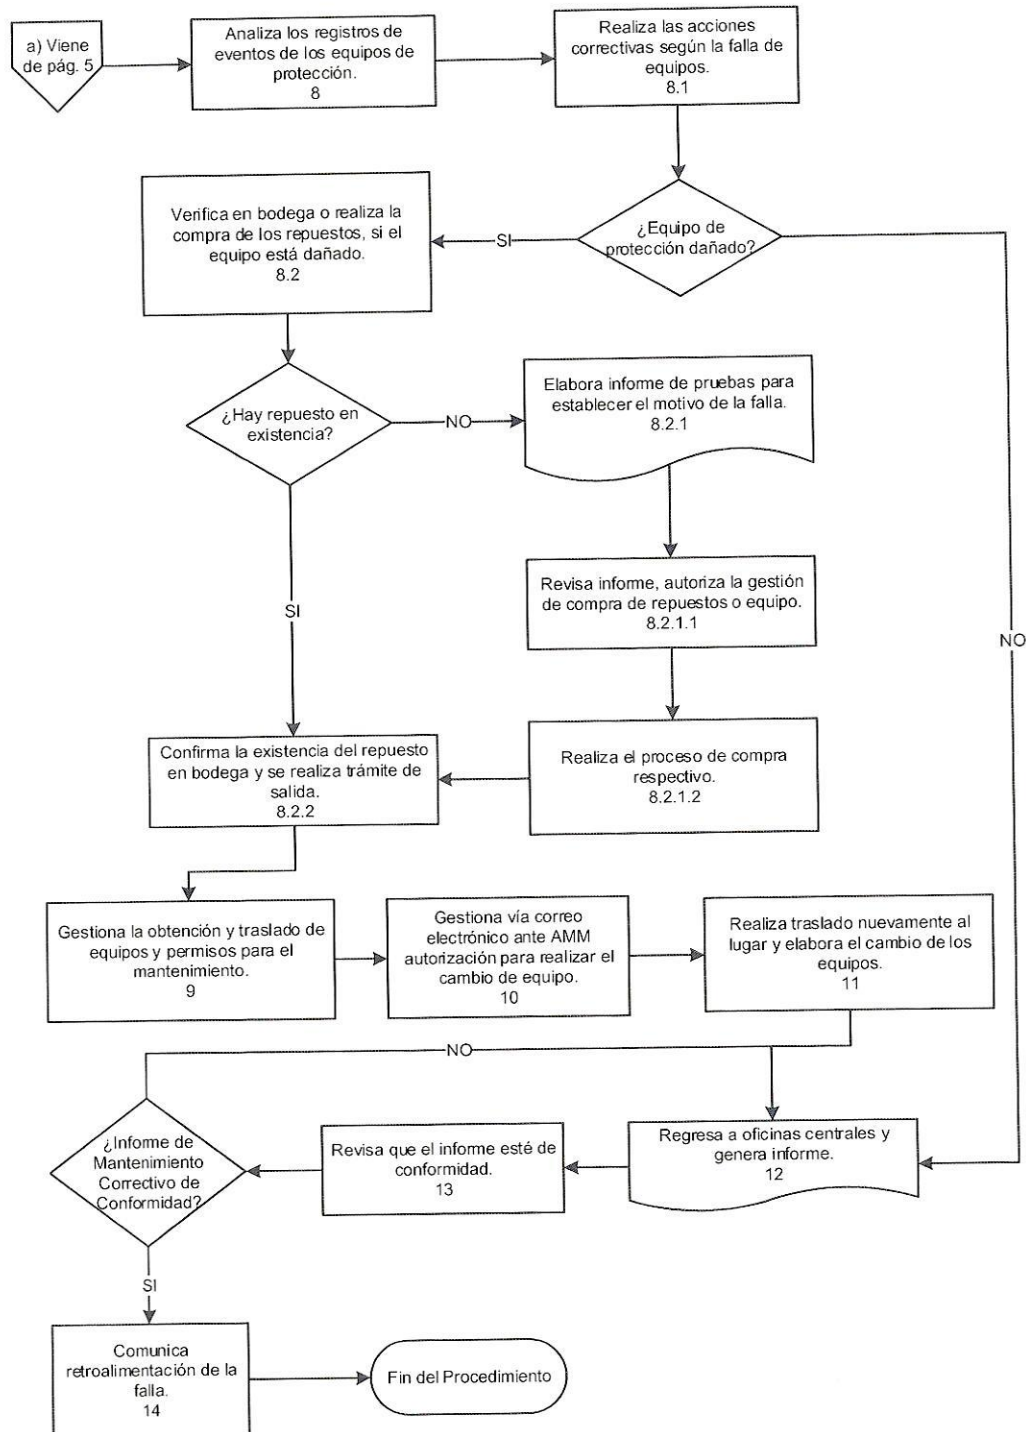 a) Viene
de pág. 5
Analiza los registros de
eventos de los equipos de
protección.
8
Realiza las acciones
correctivas según la falla de
equipos.
8.1
¿Equipo de
protección dañado?
SI
NO
Verifica en bodega o realiza la
compra de los repuestos, si el
equipo está dañado.
8.2
¿Hay repuesto en
existencia?
NO
SI
Elabora informe de pruebas para
establecer el motivo de la falla.
8.2.1
Revisa informe, autoriza la gestión
de compra de repuestos o equipo.
8.2.1.1
Realiza el proceso de compra
respectivo.
8.2.1.2
Confirma la existencia del repuesto
en bodega y se realiza trámite de
salida.
8.2.2
Gestiona la obtención y traslado de
equipos y permisos para el
mantenimiento.
9
Gestiona vía correo
electrónico ante AMM
autorización para realizar el
cambio de equipo.
10
Realiza traslado nuevamente al
lugar y elabora el cambio de los
equipos.
11
Regresa a oficinas centrales y
genera informe.
12
Revisa que el informe esté de
conformidad.
13
¿Informe de
Mantenimiento
Correctivo de
Conformidad?
NO
SI
Comunica
retroalimentación de la
falla.
14
Fin del Procedimiento